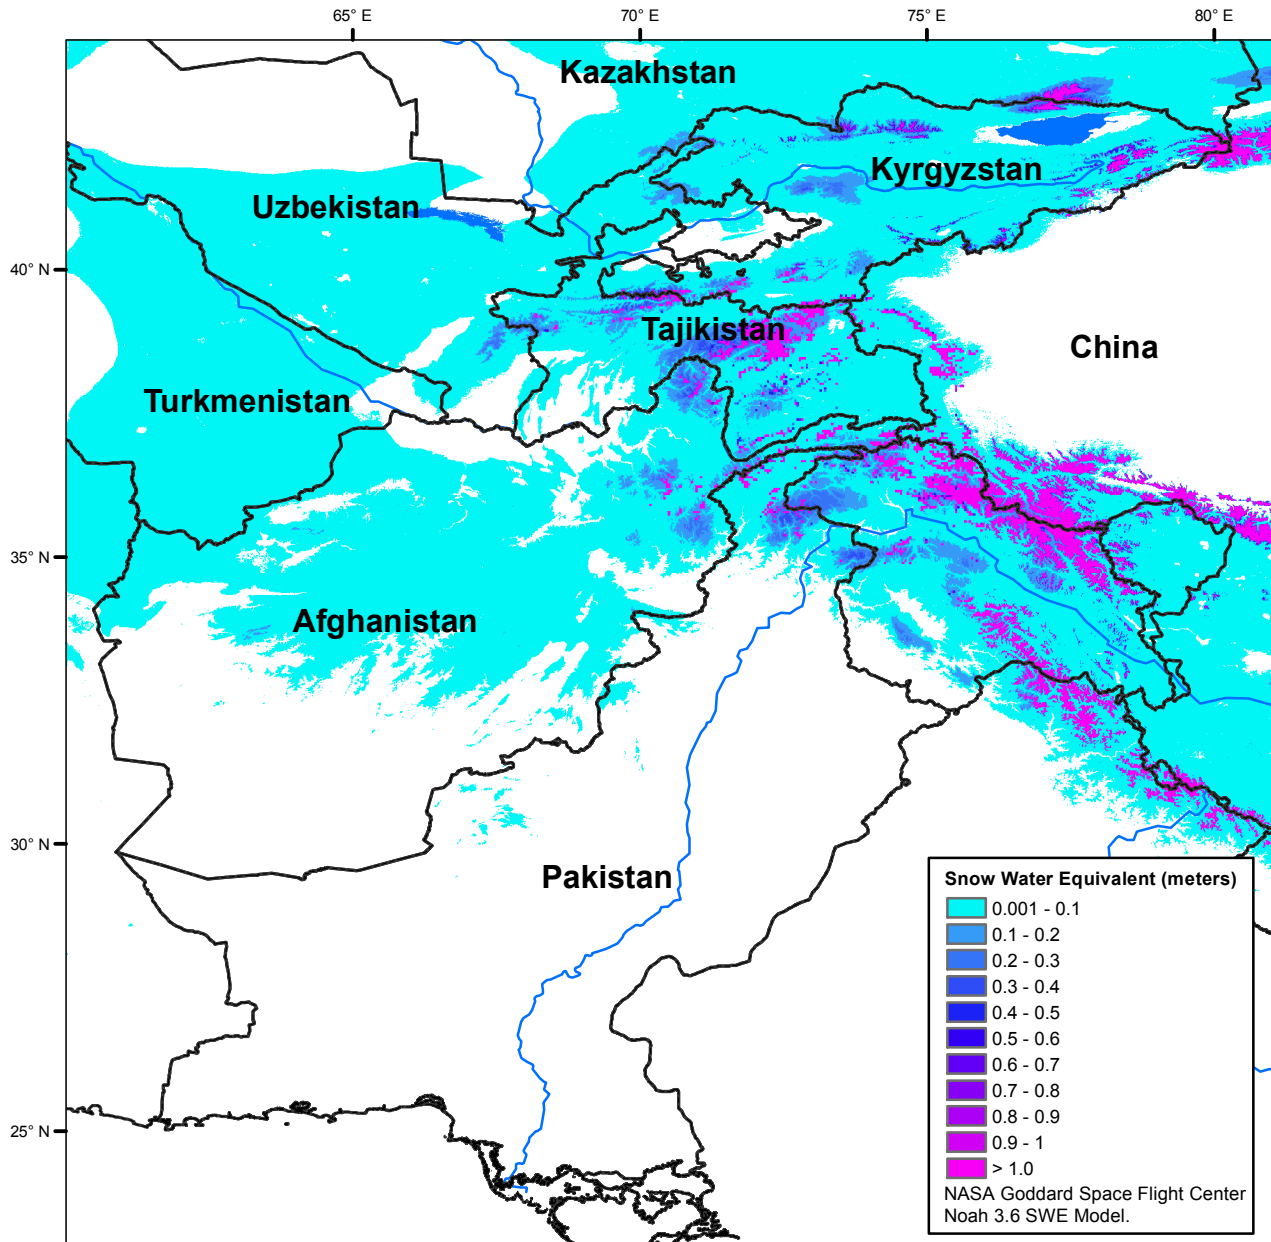 65° E
70° E
75° E
80° E
Kazakhstan
Kyrgyzstan
Uzbekistan
40° N
Tajikistan
China
Turkmenistan
35° N
Afghanistan
30° N
Pakistan
25° N
Snow Water Equivalent (meters)
0.001 - 0.1
0.1 - 0.2
0.2 - 0.3
0.3 - 0.4
0.4 - 0.5
0.5 - 0.6
0.6 - 0.7
0.7 - 0.8
0.8 - 0.9
0.9 - 1
> 1.0
NASA Goddard Space Flight Center
Noah 3.6 SWE Model.